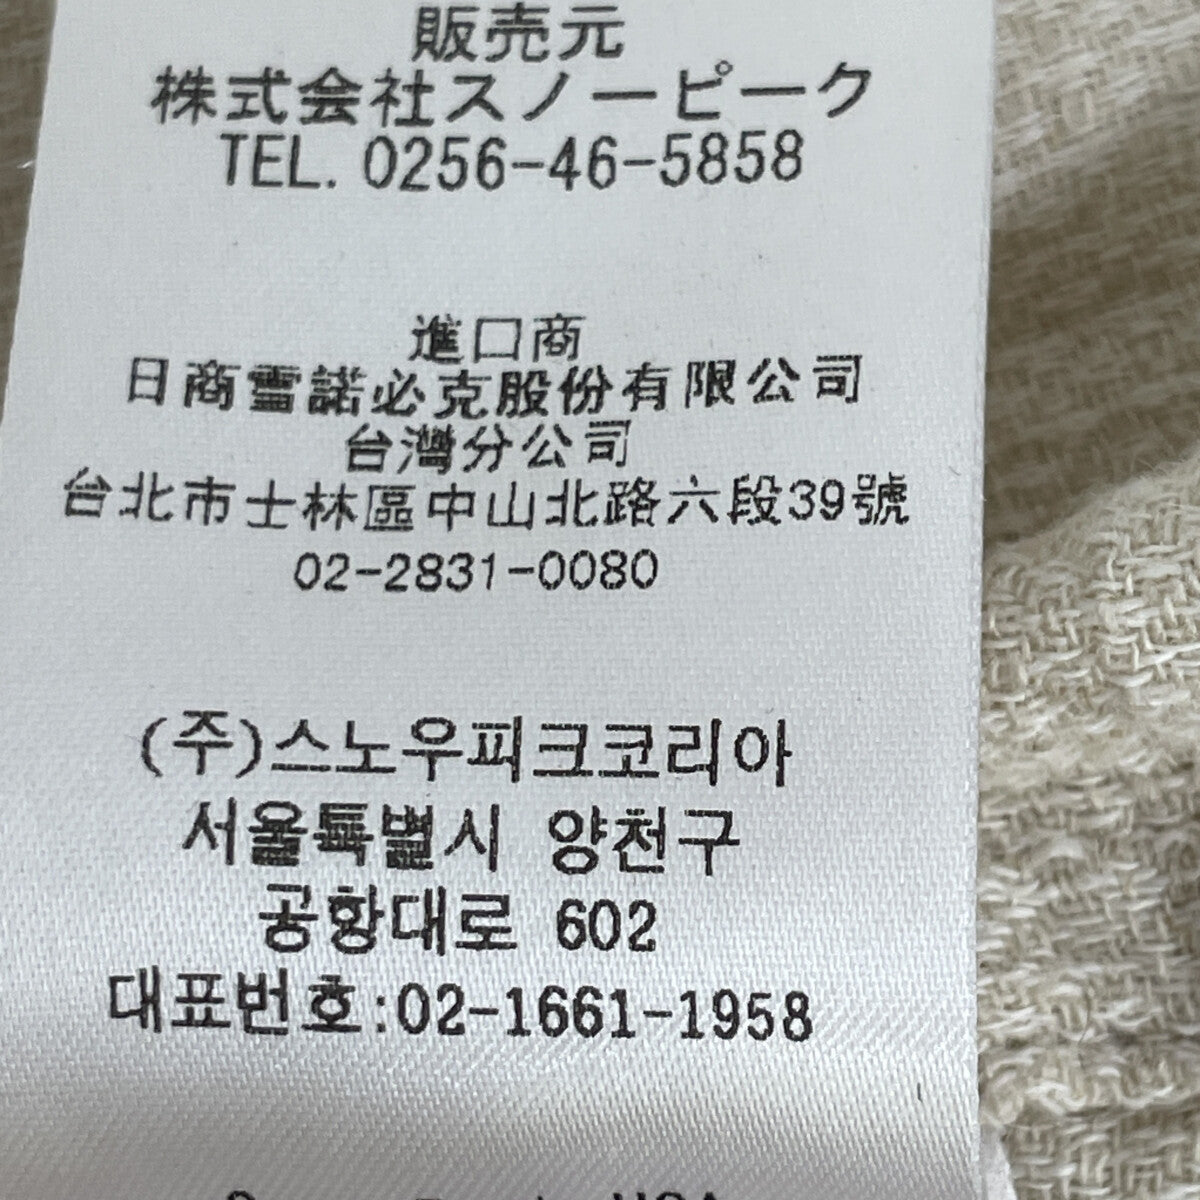 販売元
株式会社スノーピーク
TEL. 0256-46-5858
進口商
日商雪諾必克股份有限公司
台灣分公司
台北市士林區中山北路六段39號
02-2831-0080
(주)스노우피크코리아
서울특별시 양천구
공항대로 602
대표번호:02-1661-1958